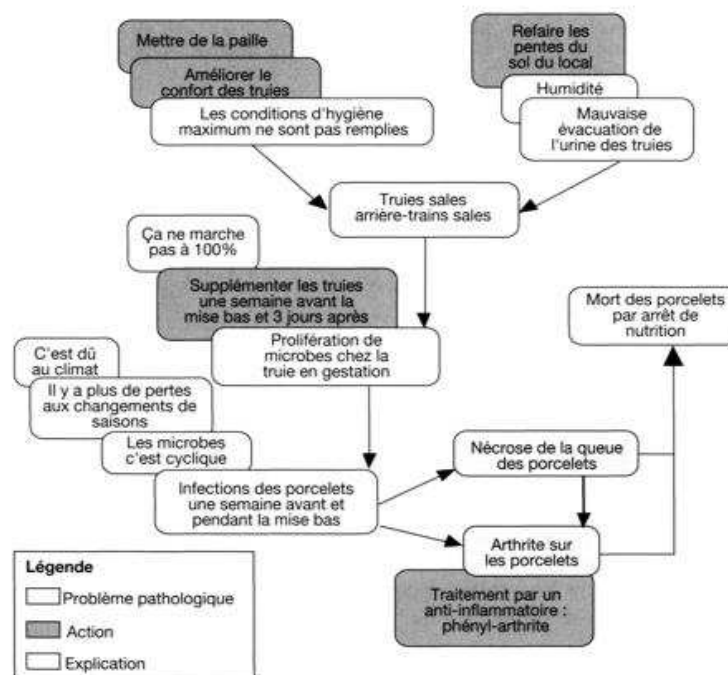 Mettre de la paille
Améliorer le
confort des truies
Les conditions d'hygiène
maximum ne sont pas remplies
Refaire les
pentes du
sol du local
Humidité
Mauvaise
évacuation de
l'urine des truies
Truies sales
arrière-trains sales
Ça ne marche
pas à 100%
Supplémenter les truies
une semaine avant la
mise bas et 3 jours après
Prolifération de
microbes chez la
truie en gestation
Mort des porcelets
par arrêt de
nutrition
C'est dû
au climat
Il y a plus de pertes
aux changements de
saisons
Les microbes
c'est cyclique
Infections des porcelets
une semaine avant et
pendant la mise bas
Nécrose de la queue
des porcelets
Arthrite sur
les porcelets
Traitement par un
anti-inflammatoire :
phényl-arthrite
Légende
Problème pathologique
Action
Explication